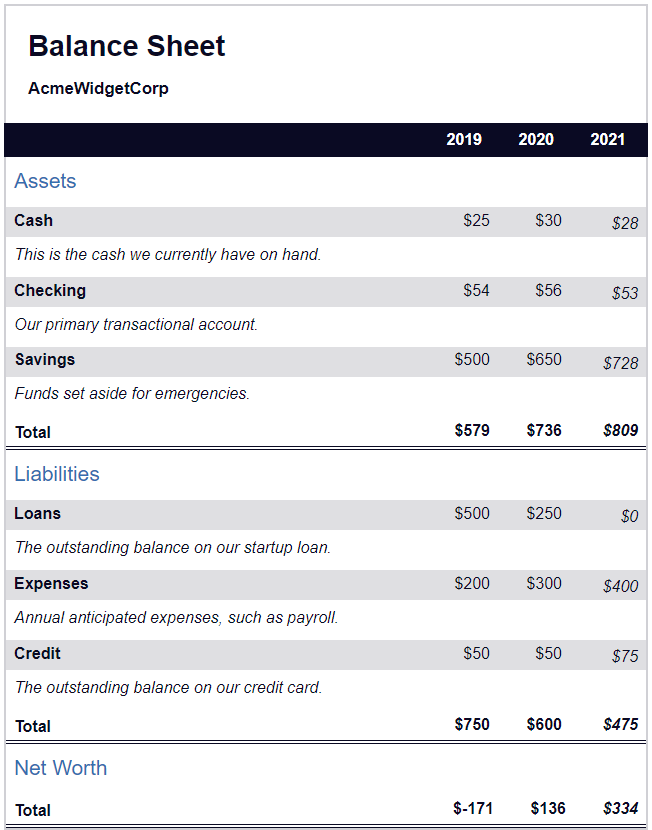 Balance Sheet
AcmeWidgetCorp
2019 2020 2021
Assets
Cash $25 $30 $28
This is the cash we currently have on hand.
Checking $54 $56 $53
Our primary transactional account.
Savings $500 $650 $728
Funds set aside for emergencies.
Total $579 $736 $809
Liabilities
Loans $500 $250 $0
The outstanding balance on our startup loan.
Expenses $200 $300 $400
Annual anticipated expenses, such as payroll.
Credit $50 $50 $75
The outstanding balance on our credit card.
Total $750 $600 $475
Net Worth
Total $-171 $136 $334